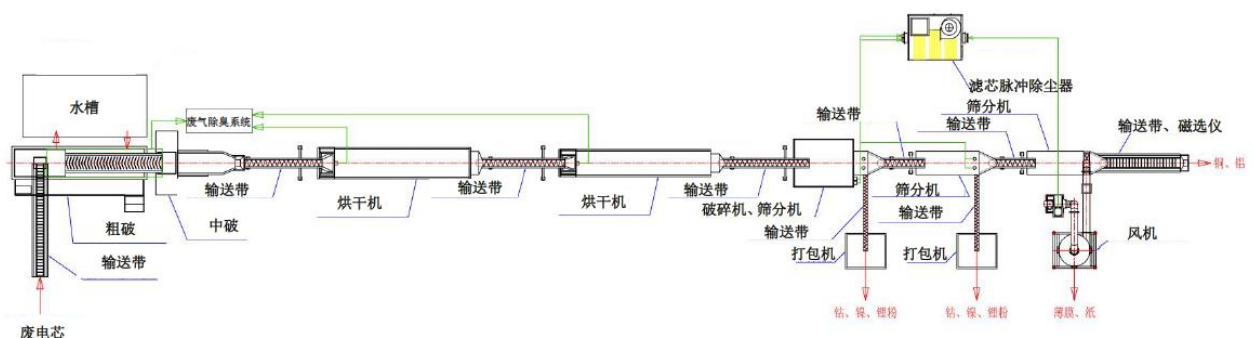 滤芯脉冲除尘器
水槽
废气除臭系统
输送带
筛分机
输送带
输送带、磁选仪
铜、铝
输送带
烘干机
输送带
烘干机
输送带
破碎机、筛分机
筛分机
输送带
输送带
粗破
中破
风机
输送带
打包机
打包机
钴、镍、锂粉
钴、镍、锂粉
薄膜、纸
废电芯